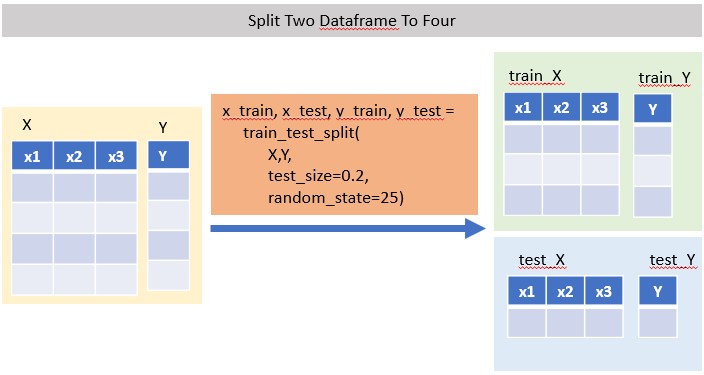 Split Two Dataframe To Four
X
Y
x1 x2 x3
Y
x_train, x_test, y_train, y_test =
train_test_split(
X,Y,
test_size=0.2,
random_state=25)
train_X
train_Y
x1 x2 x3
Y
test_X
test_Y
x1 x2 x3
Y